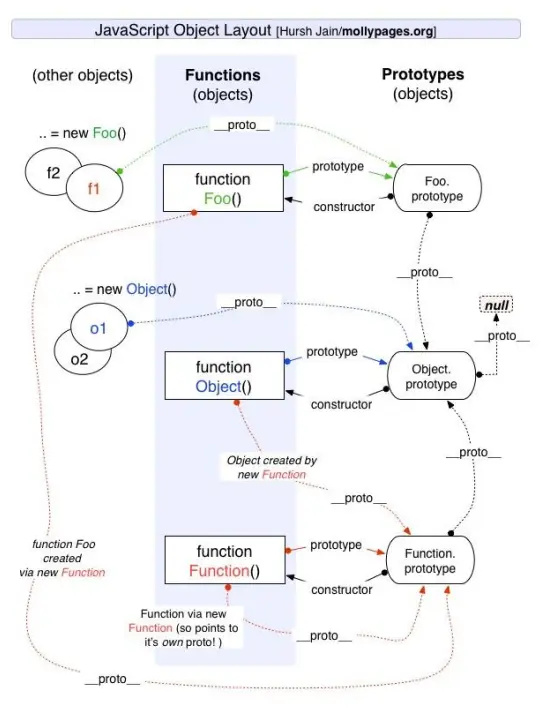 JavaScript Object Layout [Hursh Jain/mollypages.org]
(other objects)
Functions
(objects)
Prototypes
(objects)
.. = new Foo()
__proto__
f2
f1
function
Foo()
prototype
constructor
Foo.
prototype
__proto__
.. = new Object()
__proto__
null
__proto__
o1
o2
function
Object()
prototype
constructor
Object.
prototype
Object created by
new Function
__proto__
__proto__
function Foo
created
via new Function
function
Function()
prototype
constructor
Function.
prototype
Function via new
Function (so points to
it's own proto! )
__proto__
__proto__